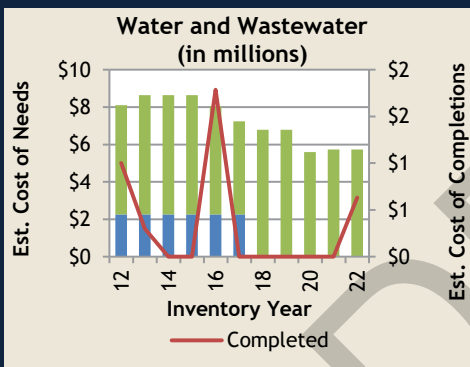 Water and Wastewater
(in millions)
Est. Cost of Needs
$10
$8
$6
$4
$2
$0
$2
$2
$1
$1
$0
Est. Cost of Completions
12
14
16
18
20
22
Inventory Year
Completed